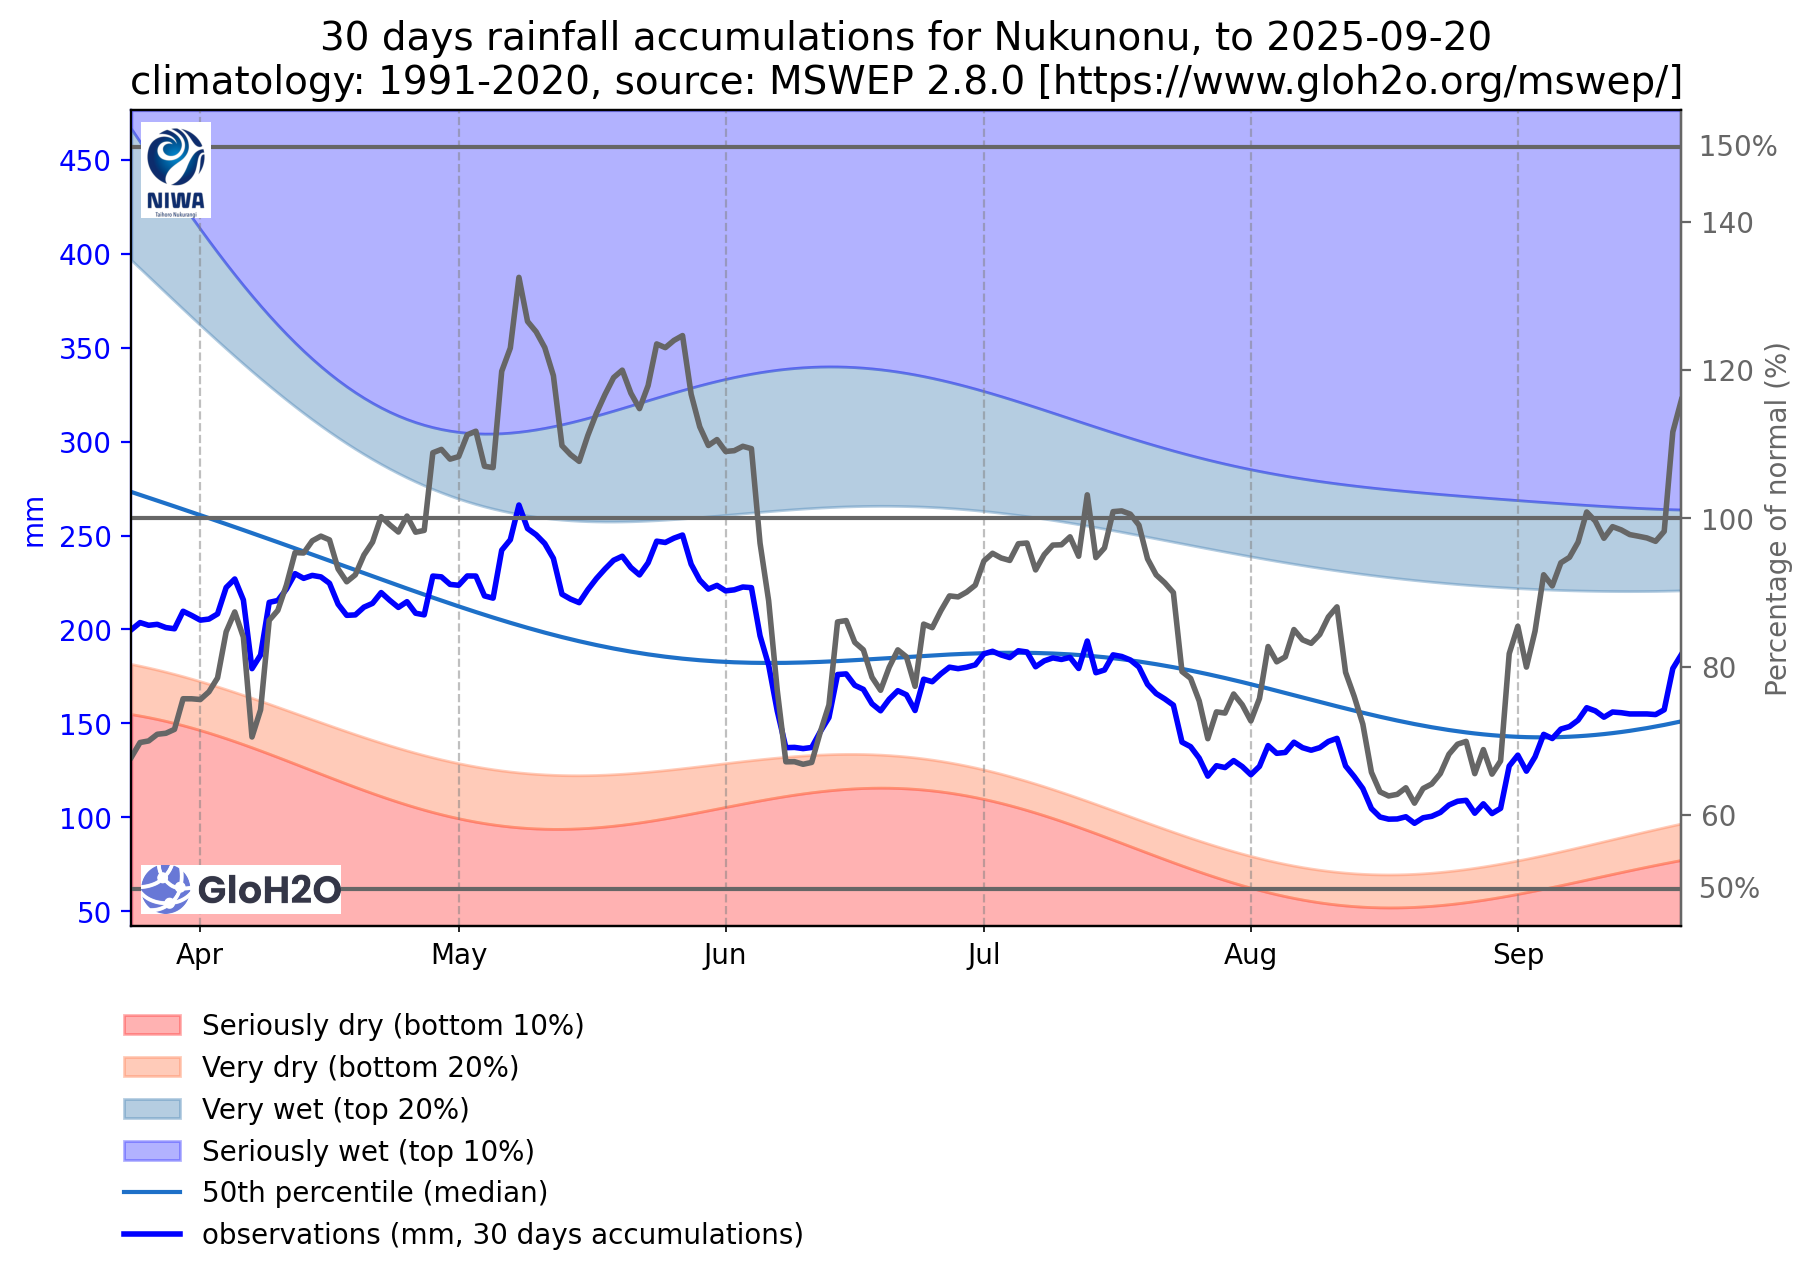 30 days rainfall accumulations for Nukunonu, to 2025-09-20
climatology: 1991-2020, source: MSWEP 2.8.0 [https://www.gloh2o.org/mswep/]
NIWA
Taihoro Nukurangi
450
400
350
300
250
200
150
100
50
mm
150%
140
120
100
80
60
50%
Percentage of normal (%)
GloH2O
Apr
May
Jun
Jul
Aug
Sep
Seriously dry (bottom 10%)
Very dry (bottom 20%)
Very wet (top 20%)
Seriously wet (top 10%)
50th percentile (median)
observations (mm, 30 days accumulations)